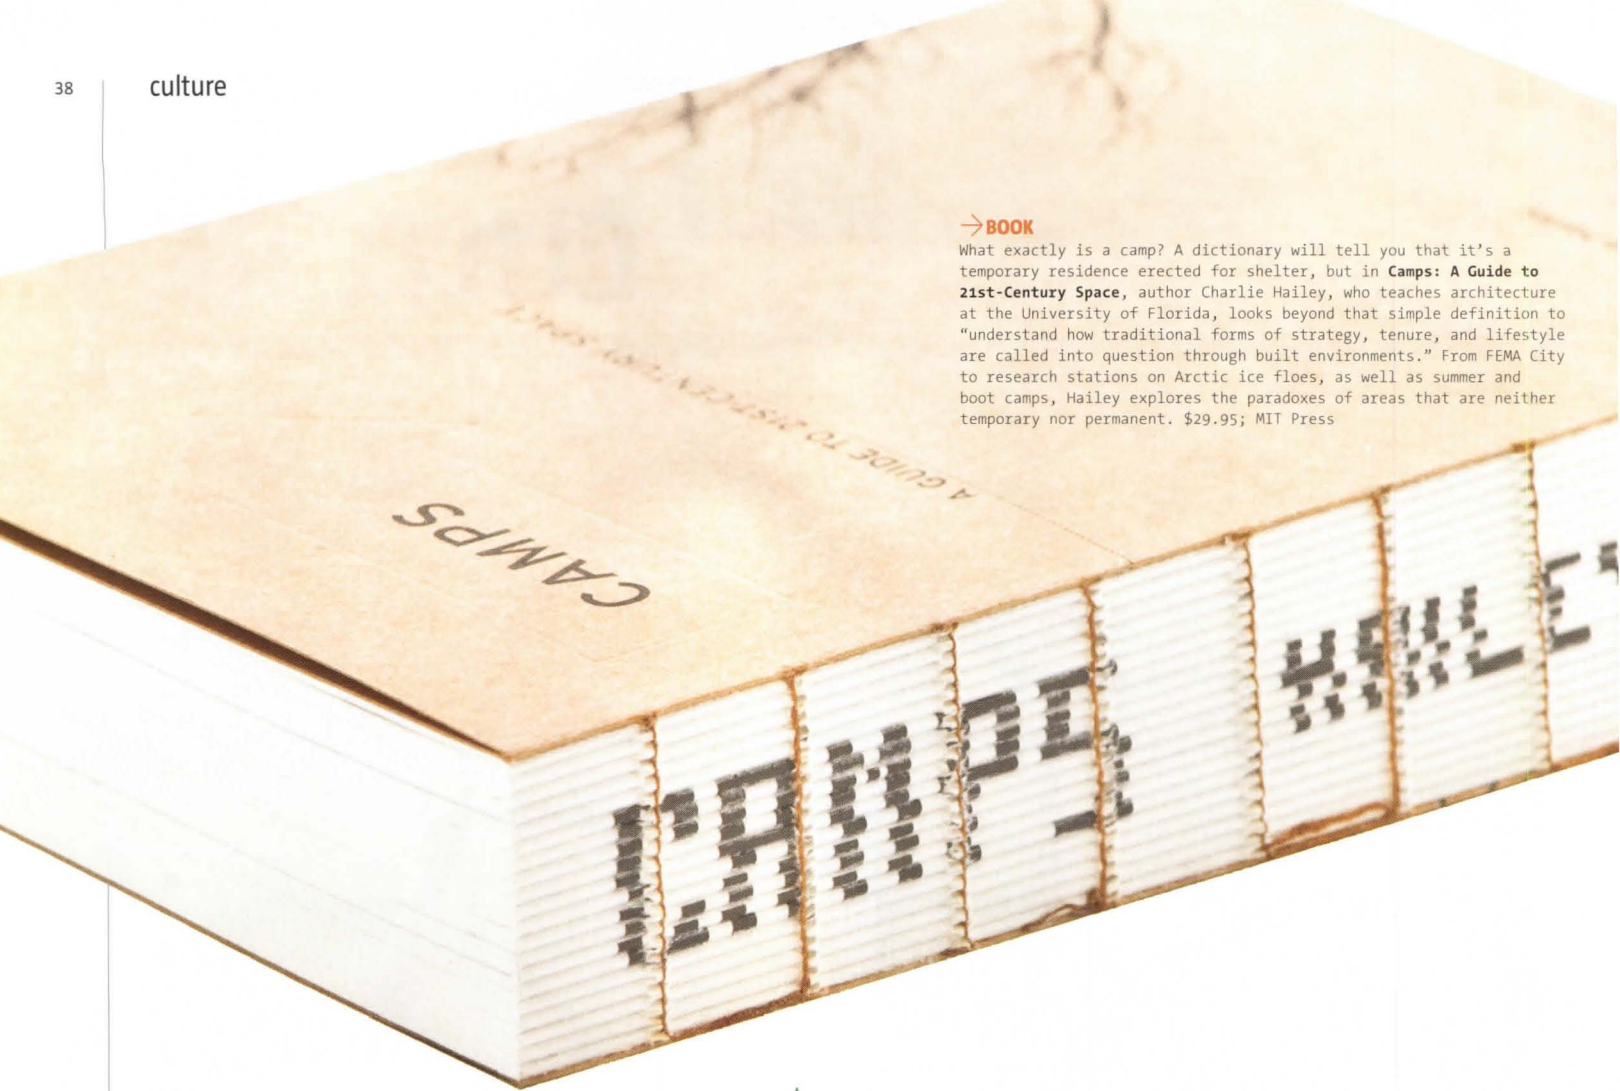 38
culture
→BOOK
What exactly is a camp? A dictionary will tell you that it’s a
temporary residence erected for shelter, but in Camps: A Guide to
21st-Century Space, author Charlie Hailey, who teaches architecture
at the University of Florida, looks beyond that simple definition to
“understand how traditional forms of strategy, tenure, and lifestyle
are called into question through built environments.” From FEMA City
to research stations on Arctic ice floes, as well as summer and
boot camps, Hailey explores the paradoxes of areas that are neither
temporary nor permanent. $29.95; MIT Press
CAMPS
A GUIDE TO 21ST-CENTURY SPACE
CAMPS HAILEY